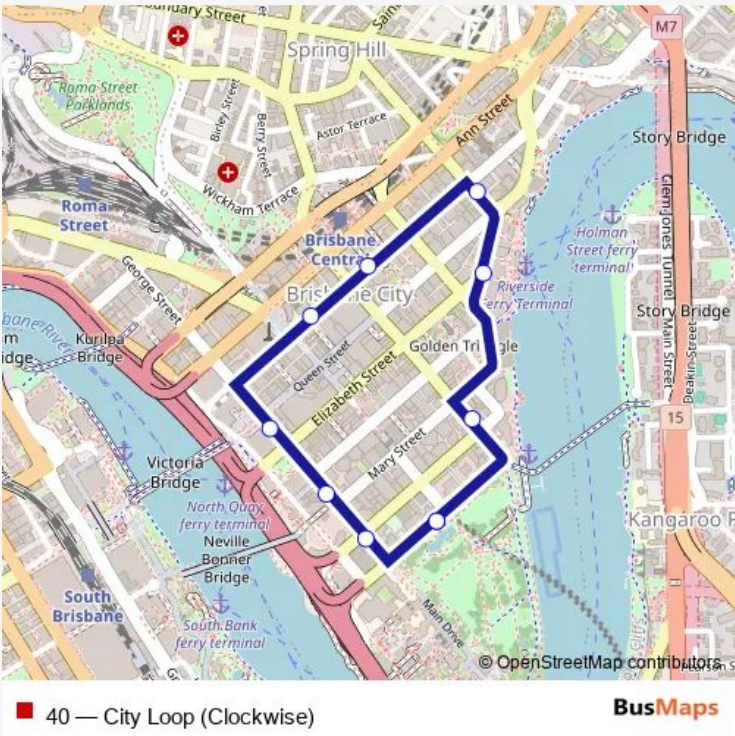 oundary Street
Spring Hill
M7
Roma Street
Parklands
Birley Street
Berry Street
Astor Terrace
Ann Street
Story Bridge
Wickham Terrace
Roma
Street
Brisbane
Central
Clem Jones Tunnel
Holman
Street ferry
terminal
George Street
Brisbane City
Riverside
Ferry Terminal
Story Bridge
bane River
Kurilpa
Bridge
m
idge
Golden Triangle
Queen Street
Main Street
Deakin Street
Elizabeth Street
15
Mary Street
Victoria
Bridge
North Quay
ferry terminal
Neville
Bonner
Bridge
Kangaroo P
South
Brisbane
South Bank
ferry terminal
Main Drive
© OpenStreetMap contributors
40 — City Loop (Clockwise)
BusMaps